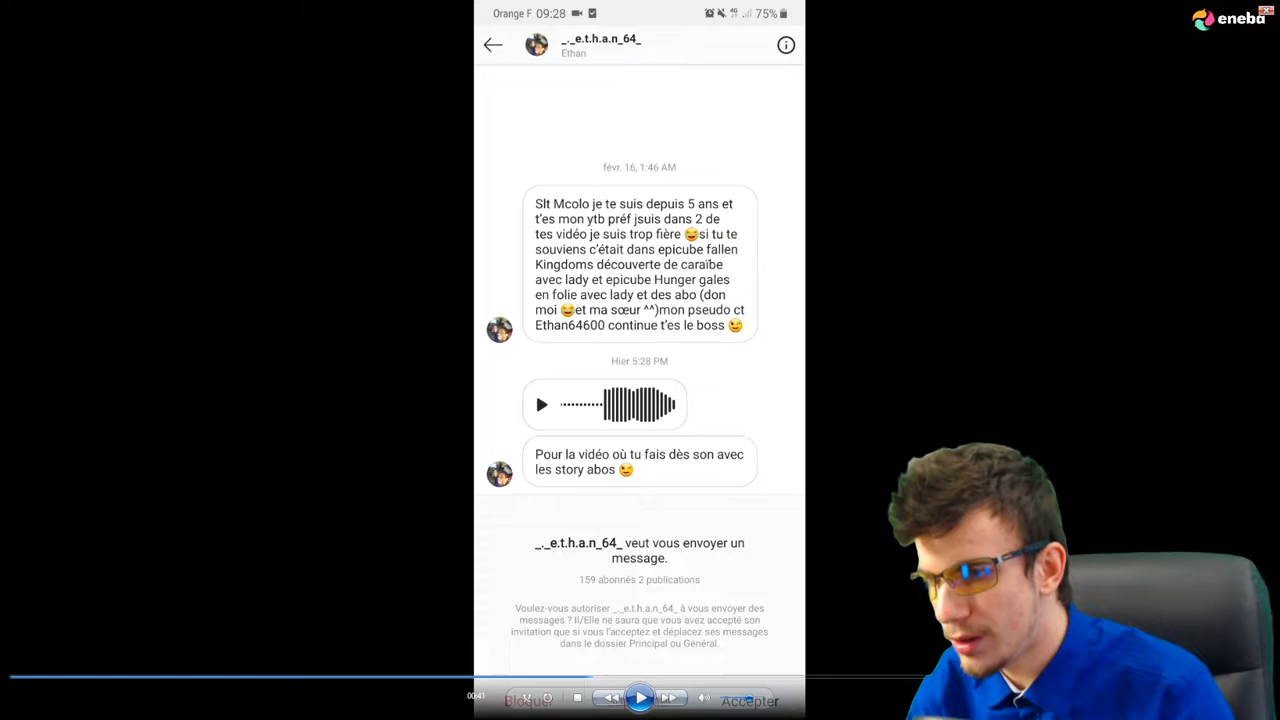 Orange F 09:28
75%
eneba
_._e.t.h.a.n_64_
Ethan
févr. 16, 1:46 AM
Slt Mcolo je te suis depuis 5 ans et
t'es mon ytb préf jsuis dans 2 de
tes vidéo je suis trop fière 😂si tu te
souviens c'était dans epicube fallen
Kingdoms découverte de caraïbe
avec lady et epicube Hunger gales
en folie avec lady et des abo (don
moi 😂et ma sœur ^^)mon pseudo ct
Ethan64600 continue t'es le boss 😉
Hier 5:28 PM
Pour la vidéo où tu fais dès son avec
les story abos 😉
_._e.t.h.a.n_64_ veut vous envoyer un
message.
159 abonnés 2 publications
Voulez-vous autoriser _._e.t.h.a.n_64_ à vous envoyer des
messages ? Il/Elle ne saura que vous avez accepté son
invitation que si vous l'acceptez et déplacez ses messages
dans le dossier Principal ou Général.
00:41
Accepter